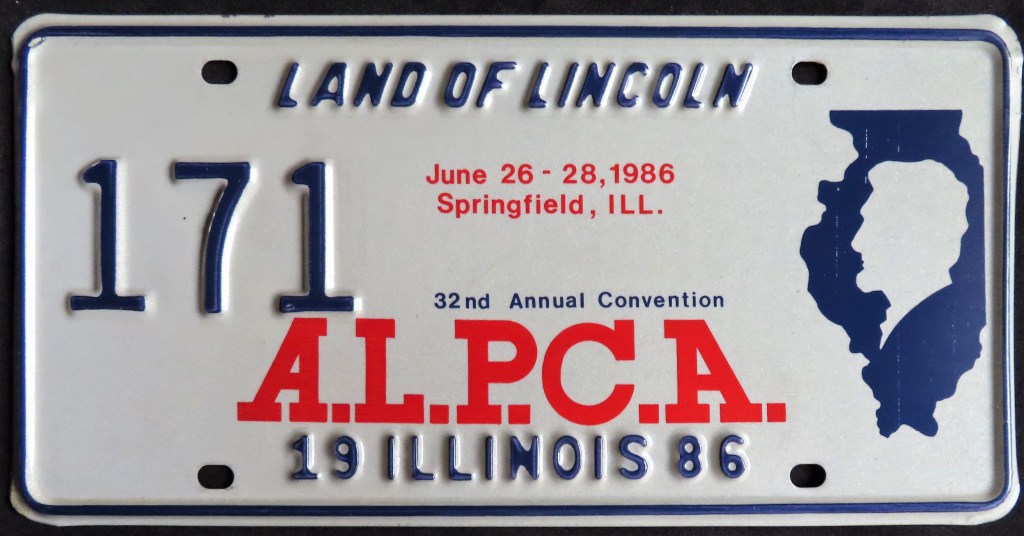 LAND OF LINCOLN
171
June 26 - 28, 1986
Springfield, ILL.
32nd Annual Convention
A.L.P.C.A.
19 ILLINOIS 86